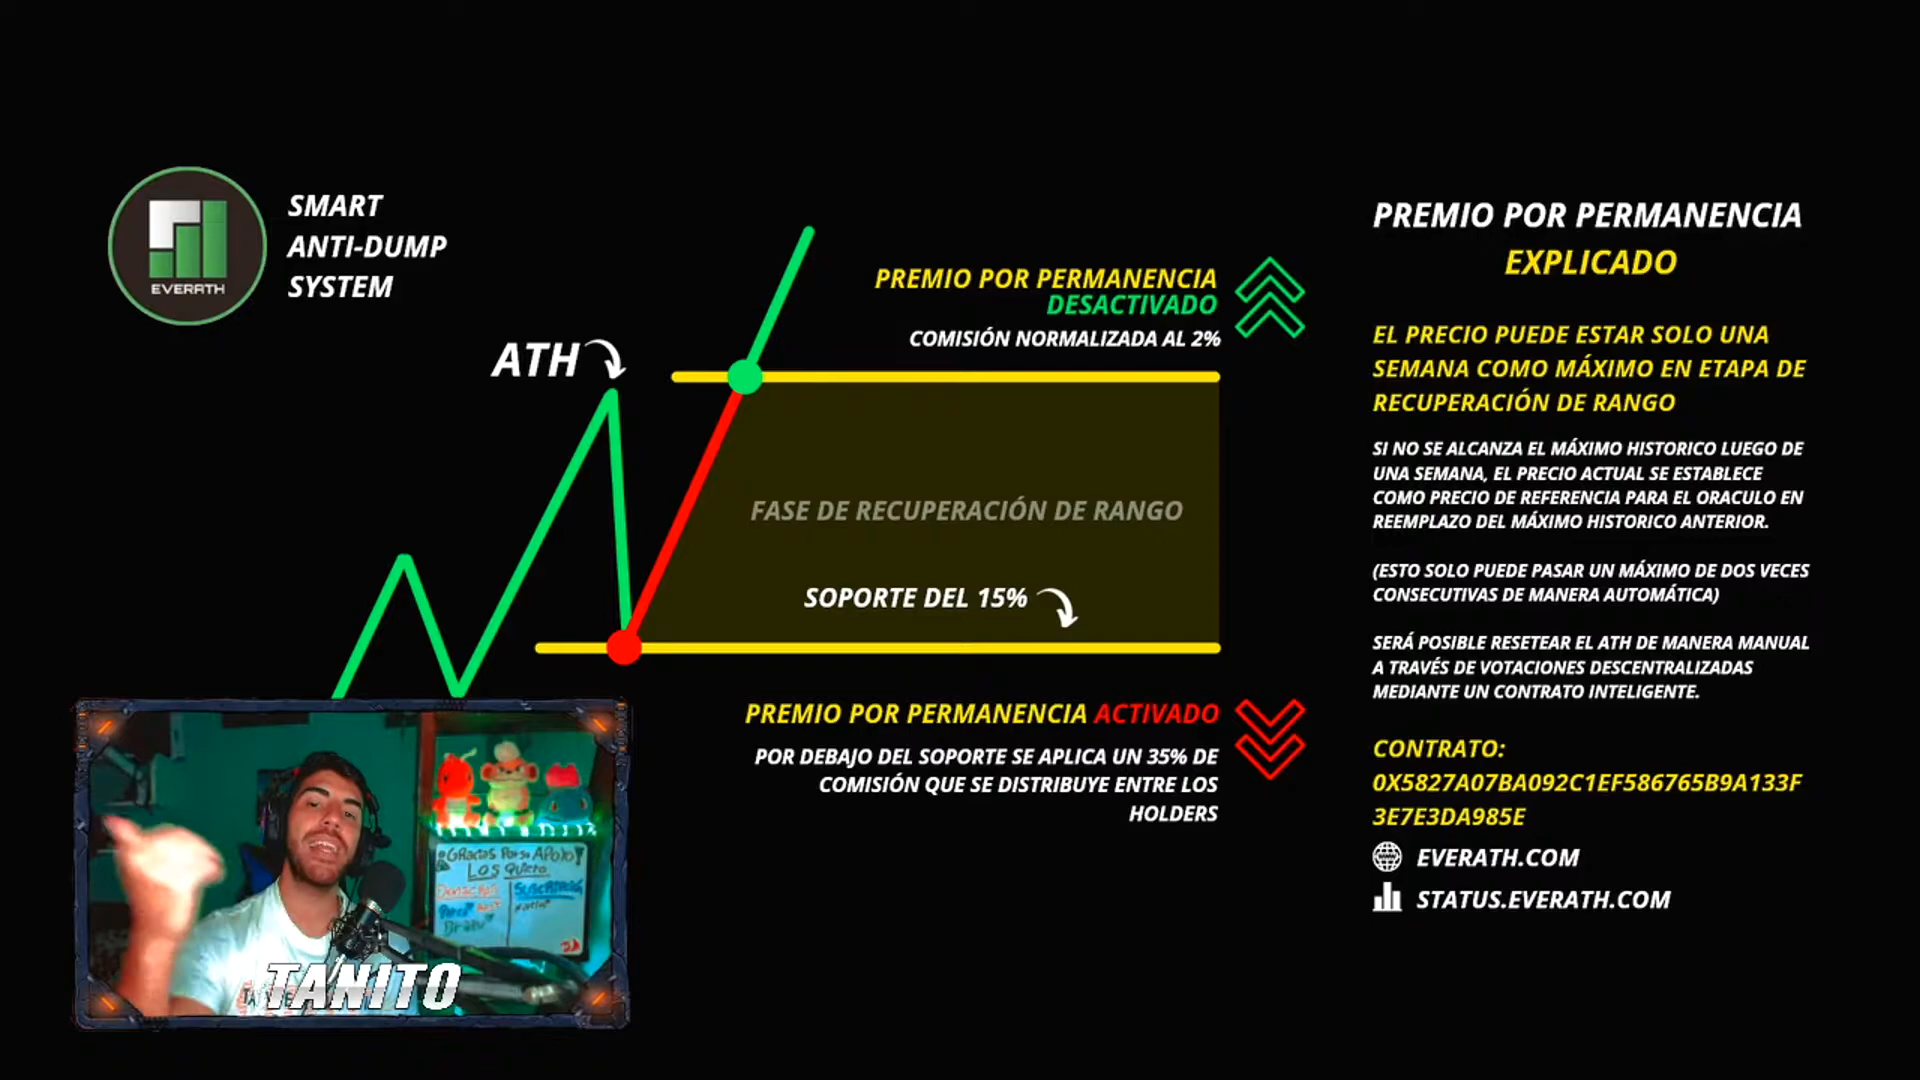 EVERATH
SMART
ANTI-DUMP
SYSTEM
ATH
PREMIO POR PERMANENCIA
DESACTIVADO
COMISIÓN NORMALIZADA AL 2%
FASE DE RECUPERACIÓN DE RANGO
SOPORTE DEL 15%
PREMIO POR PERMANENCIA ACTIVADO
POR DEBAJO DEL SOPORTE SE APLICA UN 35% DE
COMISIÓN QUE SE DISTRIBUYE ENTRE LOS
HOLDERS
PREMIO POR PERMANENCIA
EXPLICADO
EL PRECIO PUEDE ESTAR SOLO UNA
SEMANA COMO MÁXIMO EN ETAPA DE
RECUPERACIÓN DE RANGO
SI NO SE ALCANZA EL MÁXIMO HISTORICO LUEGO DE
UNA SEMANA, EL PRECIO ACTUAL SE ESTABLECE
COMO PRECIO DE REFERENCIA PARA EL ORACULO EN
REEMPLAZO DEL MÁXIMO HISTORICO ANTERIOR.
(ESTO SOLO PUEDE PASAR UN MÁXIMO DE DOS VECES
CONSECUTIVAS DE MANERA AUTOMÁTICA)
SERÁ POSIBLE RESETEAR EL ATH DE MANERA MANUAL
A TRAVÉS DE VOTACIONES DESCENTRALIZADAS
MEDIANTE UN CONTRATO INTELIGENTE.
CONTRATO:
0X5827A07BA092C1EF586765B9A133F
3E7E3DA985E
EVERATH.COM
STATUS.EVERATH.COM
Gracias Por su Apoyo!
Los Quiero
TANITO